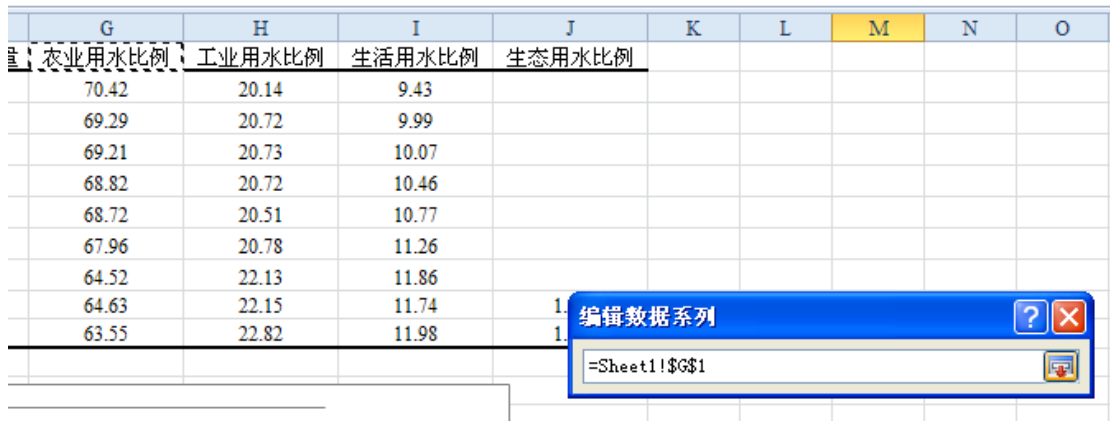 G H I J K L M N O
量 农业用水比例 工业用水比例 生活用水比例 生态用水比例
70.42 20.14 9.43
69.29 20.72 9.99
69.21 20.73 10.07
68.82 20.72 10.46
68.72 20.51 10.77
67.96 20.78 11.26
64.52 22.13 11.86
64.63 22.15 11.74 1.
63.55 22.82 11.98 1.
编辑数据系列
=Sheet1!$G$1